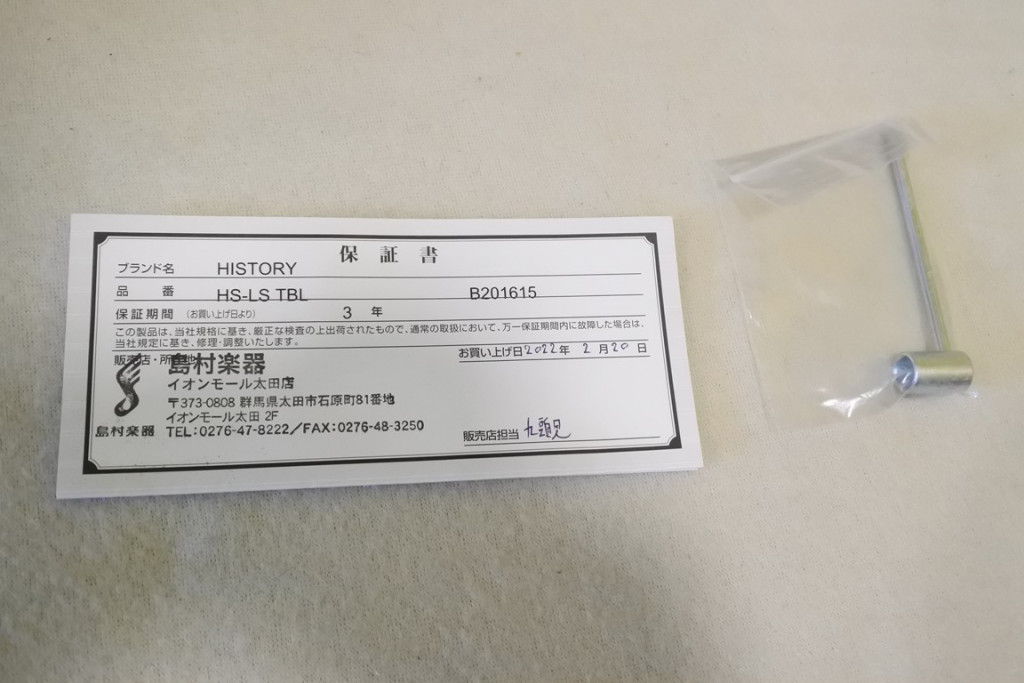 保証書
ブランド名 HISTORY
品 番 HS-LS TBL B201615
保証期間 (お買い上げ日より) 3 年
この製品は、当社規格に基き、厳正な検査の上出荷されたもので、通常の取扱において、万一保証期間内に故障した場合は、
当社規定に基き、修理・調整いたします。
お買い上げ日 2022年 2月20日
販売店・所在地
島村楽器
イオンモール太田店
〒373-0808 群馬県太田市石原町81番地
イオンモール太田 2F
島村楽器 TEL:0276-47-8222/FAX:0276-48-3250
販売店担当